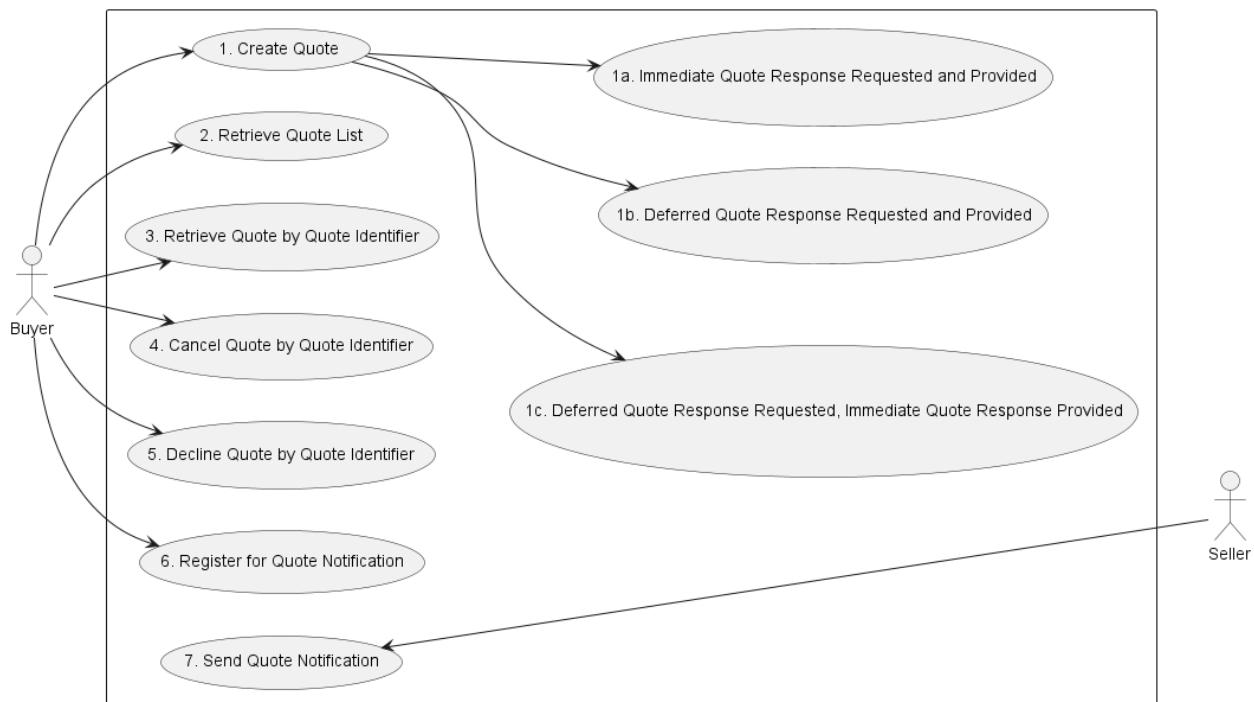 1. Create Quote
1a. Immediate Quote Response Requested and Provided
2. Retrieve Quote List
1b. Deferred Quote Response Requested and Provided
3. Retrieve Quote by Quote Identifier
Buyer
4. Cancel Quote by Quote Identifier
1c. Deferred Quote Response Requested, Immediate Quote Response Provided
5. Decline Quote by Quote Identifier
6. Register for Quote Notification
Seller
7. Send Quote Notification